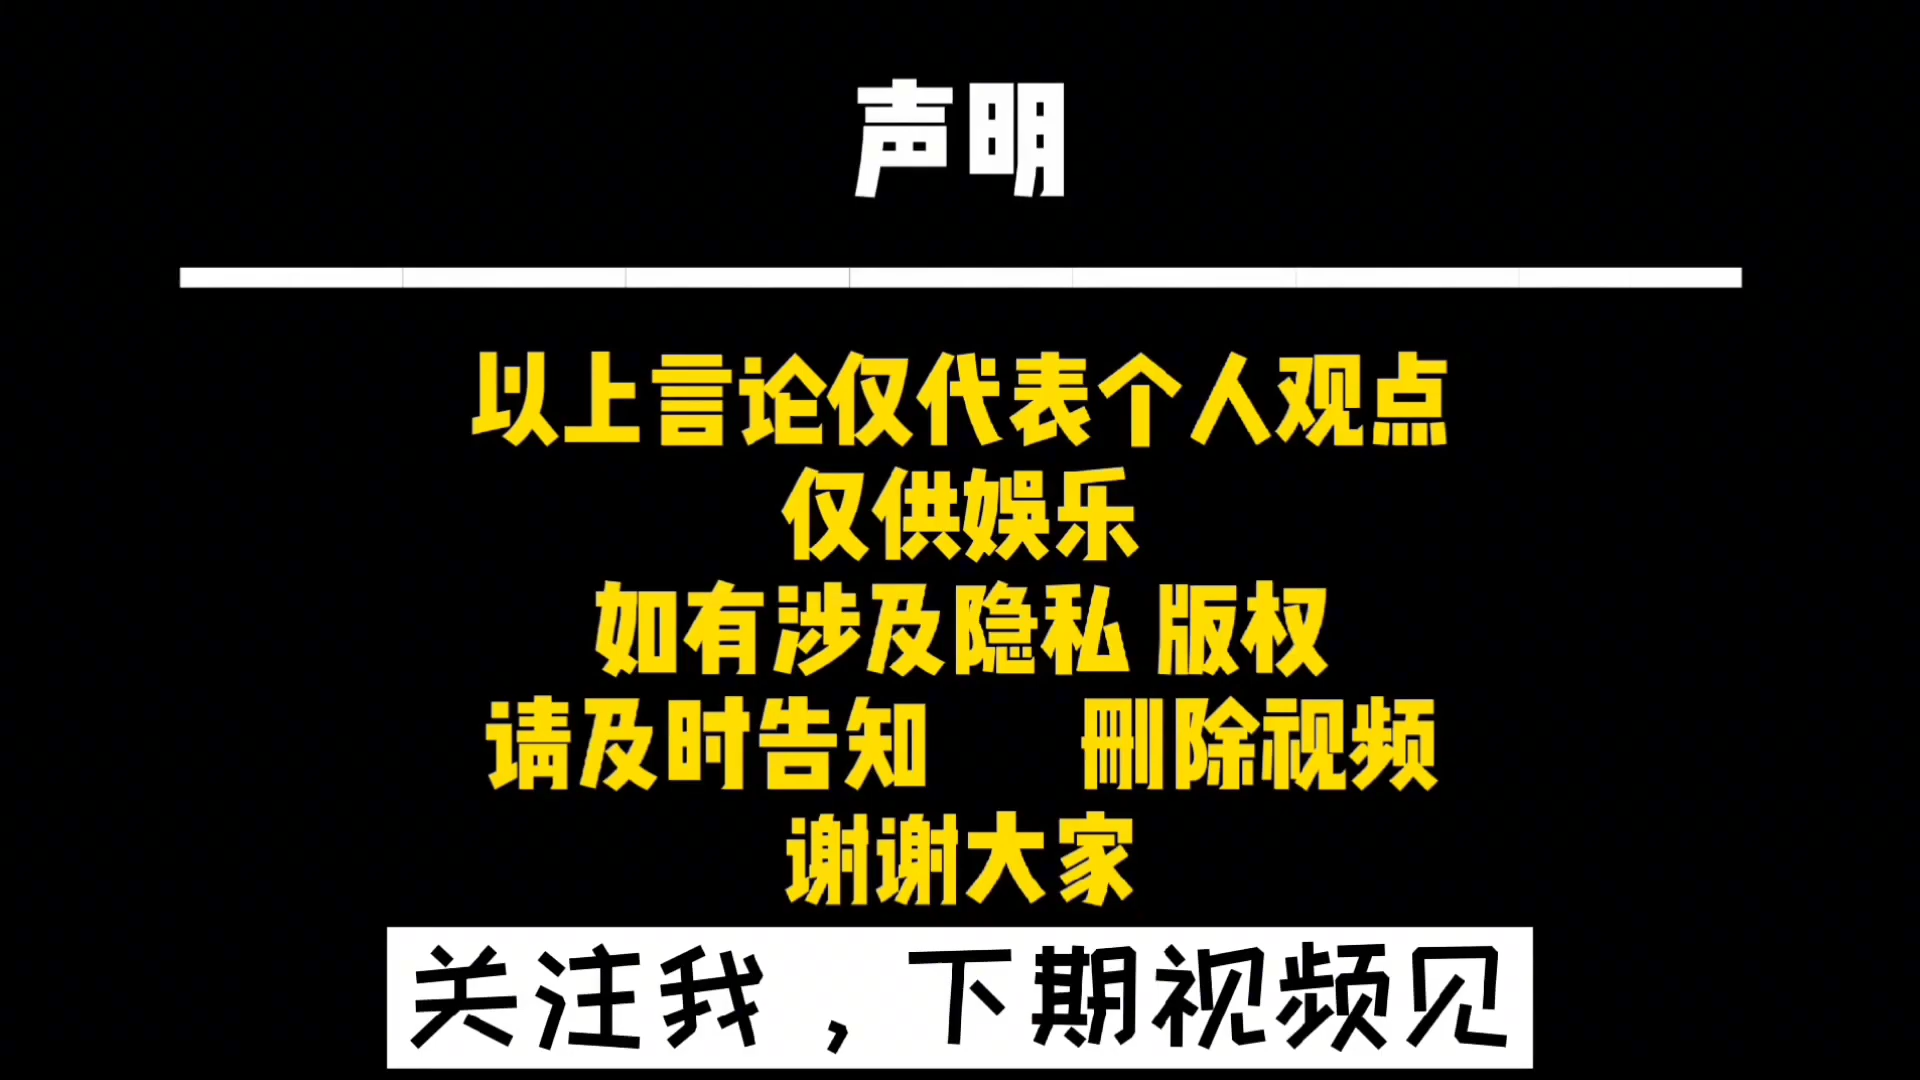 声明
以上言论仅代表个人观点
仅供娱乐
如有涉及隐私 版权
请及时告知 删除视频
谢谢大家
关注我，下期视频见